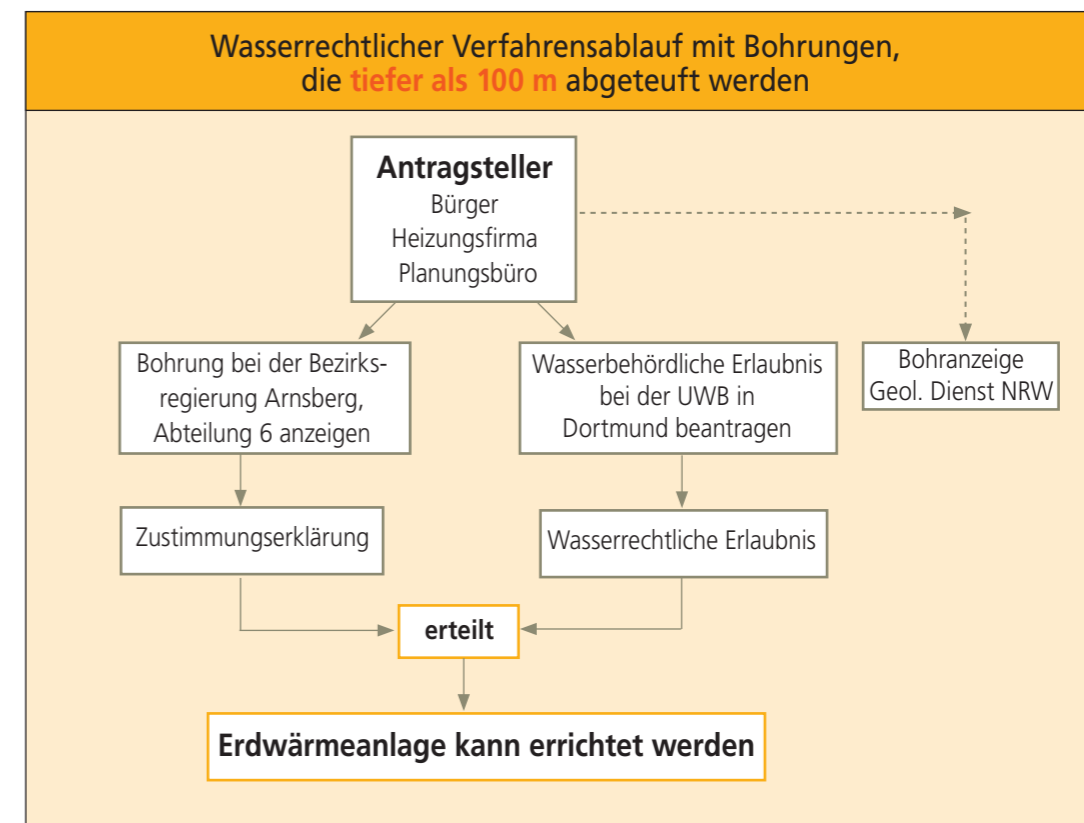 Wasserrechtlicher Verfahrensablauf mit Bohrungen,
die tiefer als 100 m abgeteuft werden
Antragsteller
Bürger
Heizungsfirma
Planungsbüro
Bohrung bei der Bezirks-
regierung Arnsberg,
Abteilung 6 anzeigen
Wasserbehördliche Erlaubnis
bei der UWB in
Dortmund beantragen
Bohranzeige
Geol. Dienst NRW
Zustimmungserklärung
Wasserrechtliche Erlaubnis
erteilt
Erdwärmeanlage kann errichtet werden